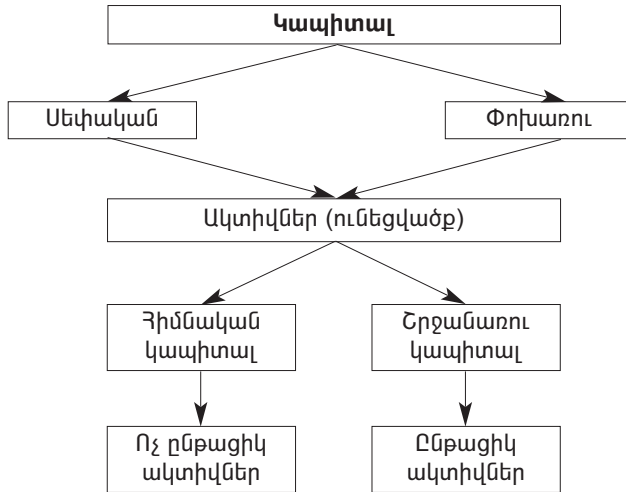 Կապիտալ
Սեփական
Փոխառու
Ակտիվներ (ունեցվածք)
Հիմնական
կապիտալ
Շրջանառու
կապիտալ
Ոչ ընթացիկ
ակտիվներ
Ընթացիկ
ակտիվներ